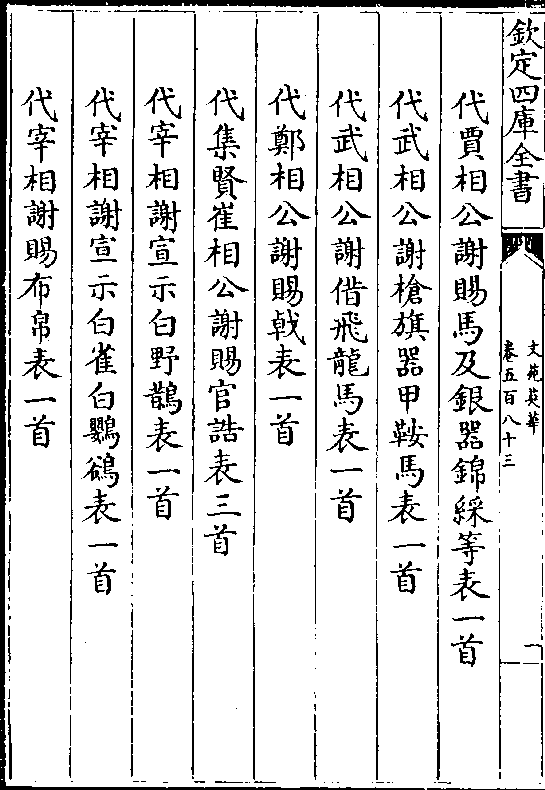 欽定四庫全書
文苑英華
卷五百八十三
一
代賈相公謝賜馬及銀器錦綵等表一首
代武相公謝槍旗器甲鞍馬表一首
代武相公謝借飛龍馬表一首
代鄭相公謝賜戟表一首
代集賢崔相公謝賜官誥表三首
代宰相謝宣示白野鵲表一首
代宰相謝宣示白雀白鸚鵒表一首
代宰相謝賜布帛表一首